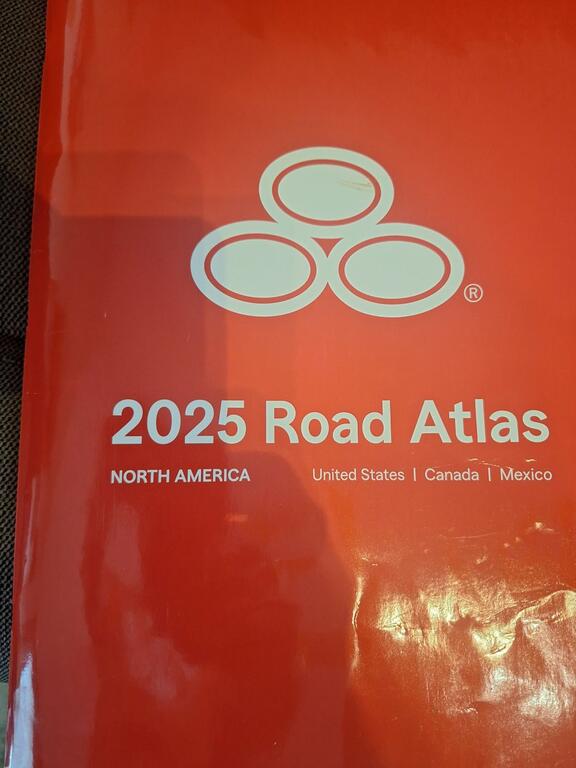 ®
2025 Road Atlas
NORTH AMERICA United States | Canada | Mexico